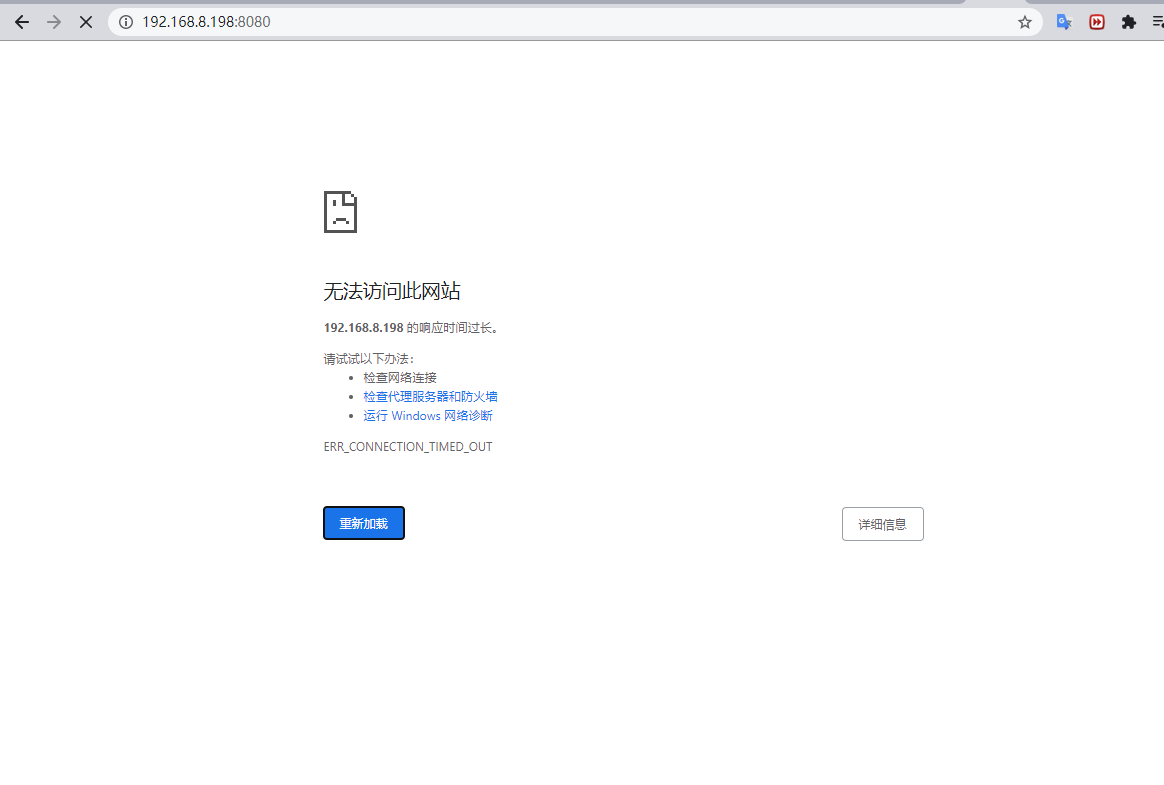 192.168.8.198:8080
无法访问此网站
192.168.8.198 的响应时间过长。
请试试以下办法：
检查网络连接
检查代理服务器和防火墙
运行 Windows 网络诊断
ERR_CONNECTION_TIMED_OUT
重新加载
详细信息